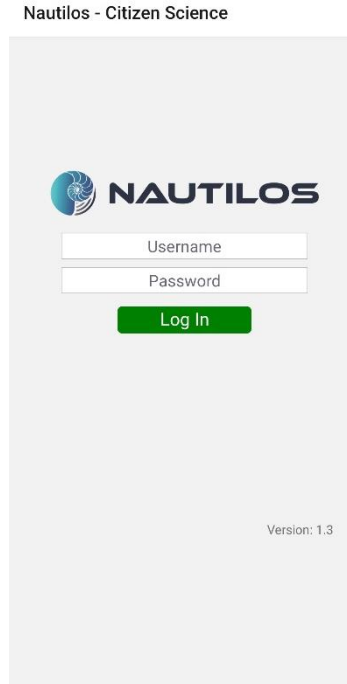 Nautilos - Citizen Science
NAUTILOS
Username
Password
Log In
Version: 1.3